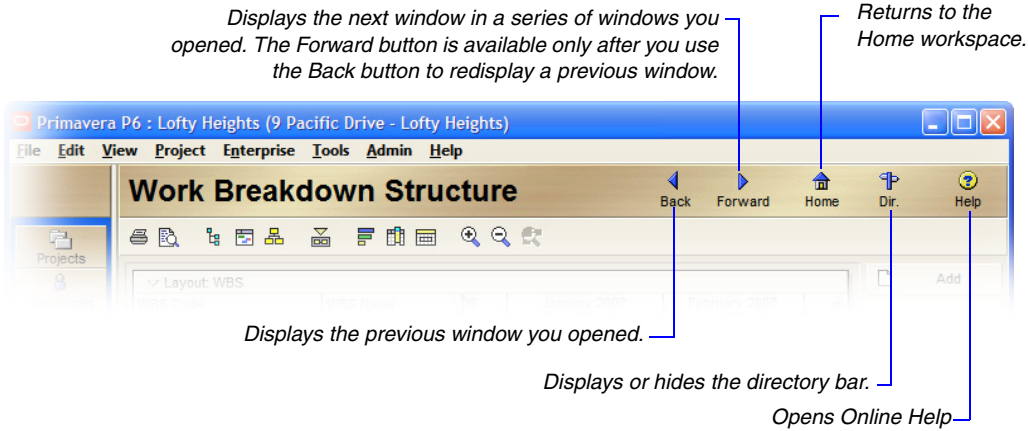 Displays the next window in a series of windows you
opened. The Forward button is available only after you use
the Back button to redisplay a previous window.
Returns to the
Home workspace.
Primavera P6 : Lofty Heights (9 Pacific Drive - Lofty Heights)
File Edit View Project Enterprise Tools Admin Help
Work Breakdown Structure
Back Forward Home Dir. Help
Projects
Layout: WBS
Add
Displays the previous window you opened.
Displays or hides the directory bar.
Opens Online Help